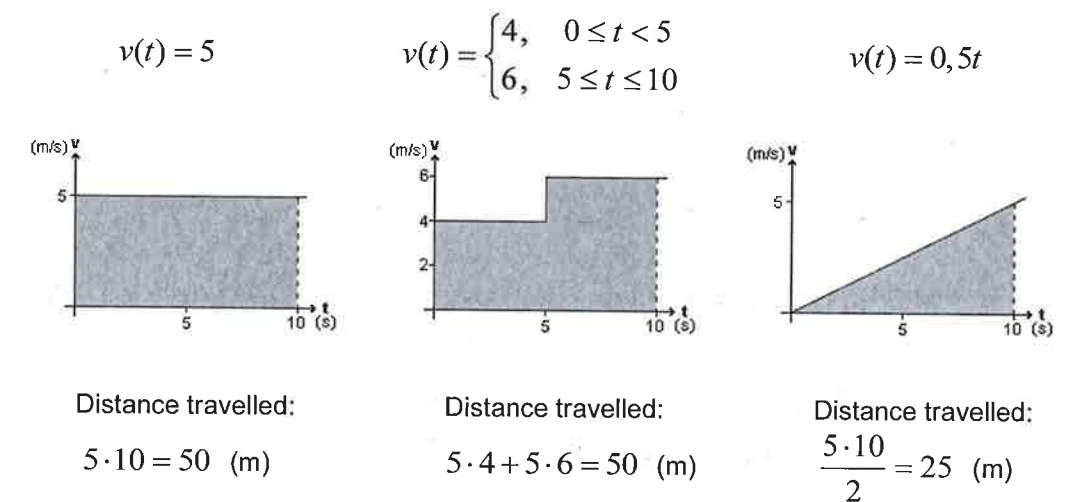 v(t) = 5
v(t) = {4, 0 ≤ t < 5
6, 5 ≤ t ≤ 10
v(t) = 0,5t
(m/s) v
5
5
10
t
(s)
(m/s) v
6
4
2
5
10
t
(s)
(m/s) v
5
5
10
t
(s)
Distance travelled:
5·10 = 50 (m)
Distance travelled:
5·4+5·6 = 50 (m)
Distance travelled:
5·10
2
= 25 (m)